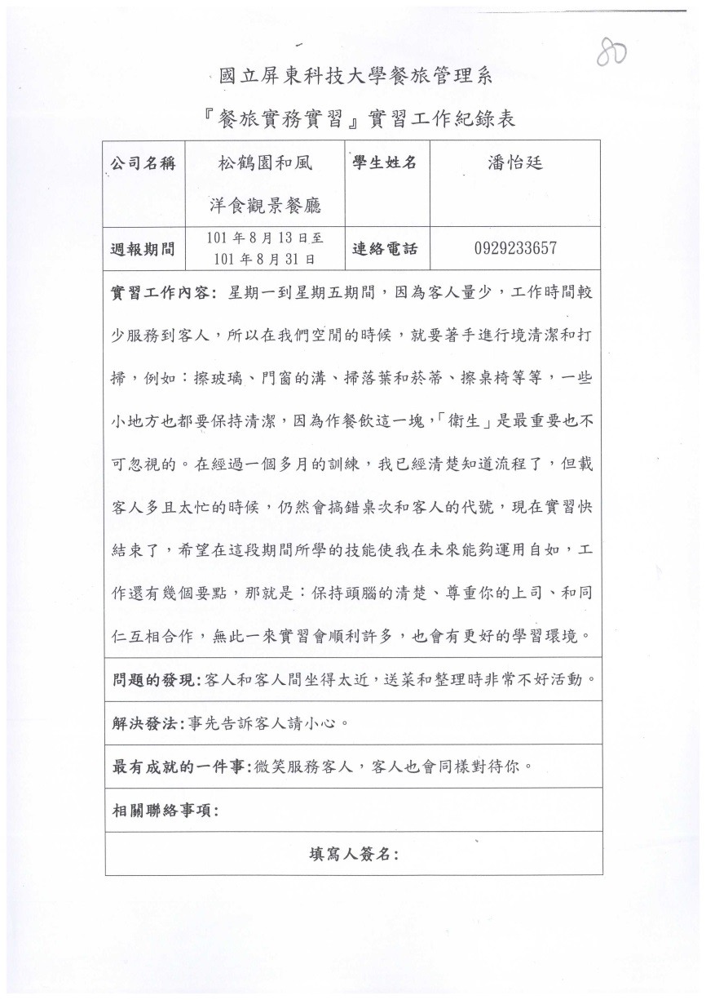 80
國立屏東科技大學餐旅管理系
『餐旅實務實習』實習工作紀錄表
公司名稱
松鶴園和風
洋食觀景餐廳
學生姓名
潘怡廷
週報期間
101 年 8 月 13 日至
101 年 8 月 31 日
連絡電話
0929233657
實習工作內容: 星期一到星期五期間，因為客人量少，工作時間較
少服務到客人，所以在我們空閒的時候，就要著手進行境清潔和打
掃，例如：擦玻璃、門窗的溝、掃落葉和菸蒂、擦桌椅等等，一些
小地方也都要保持清潔，因為作餐飲這一塊，「衛生」是最重要也不
可忽視的。在經過一個多月的訓練，我已經清楚知道流程了，但載
客人多且太忙的時候，仍然會搞錯桌次和客人的代號，現在實習快
結束了，希望在這段期間所學的技能使我在未來能夠運用自如，工
作還有幾個要點，那就是：保持頭腦的清楚、尊重你的上司、和同
仁互相合作，無此一來實習會順利許多，也會有更好的學習環境。
問題的發現:客人和客人間坐得太近，送菜和整理時非常不好活動。
解決發法:事先告訴客人請小心。
最有成就的一件事:微笑服務客人，客人也會同樣對待你。
相關聯絡事項:
填寫人簽名: